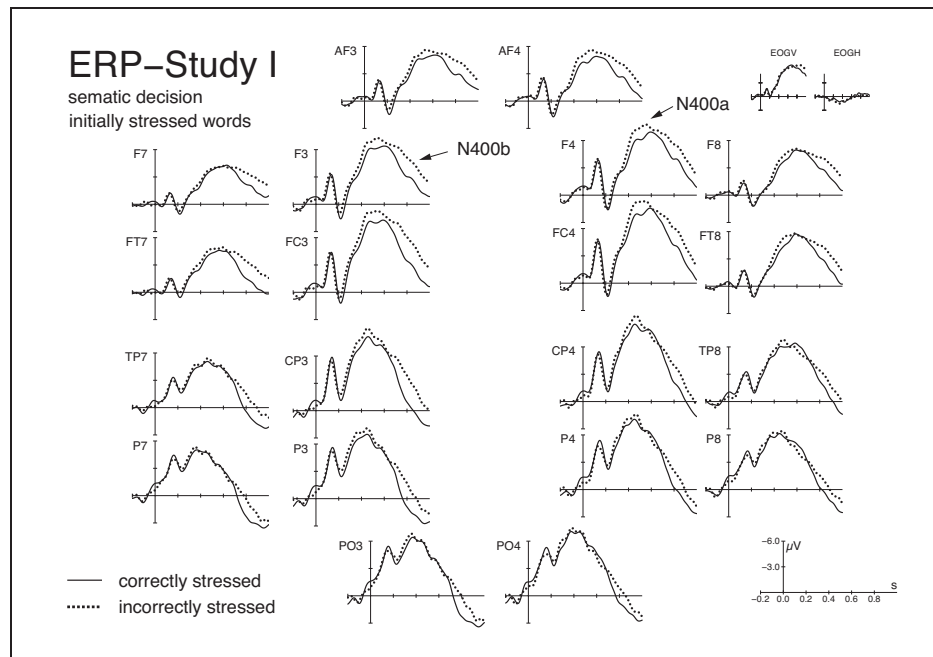 ERP–Study I
sematic decision
initially stressed words
AF3
AF4
EOGV
EOGH
N400a
N400b
F7
F3
F4
F8
FT7
FC3
FC4
FT8
TP7
CP3
CP4
TP8
P7
P3
P4
P8
PO3
PO4
correctly stressed
incorrectly stressed
−6.0 µV
−3.0
s
−0.2 0.0 0.2 0.4 0.6 0.8